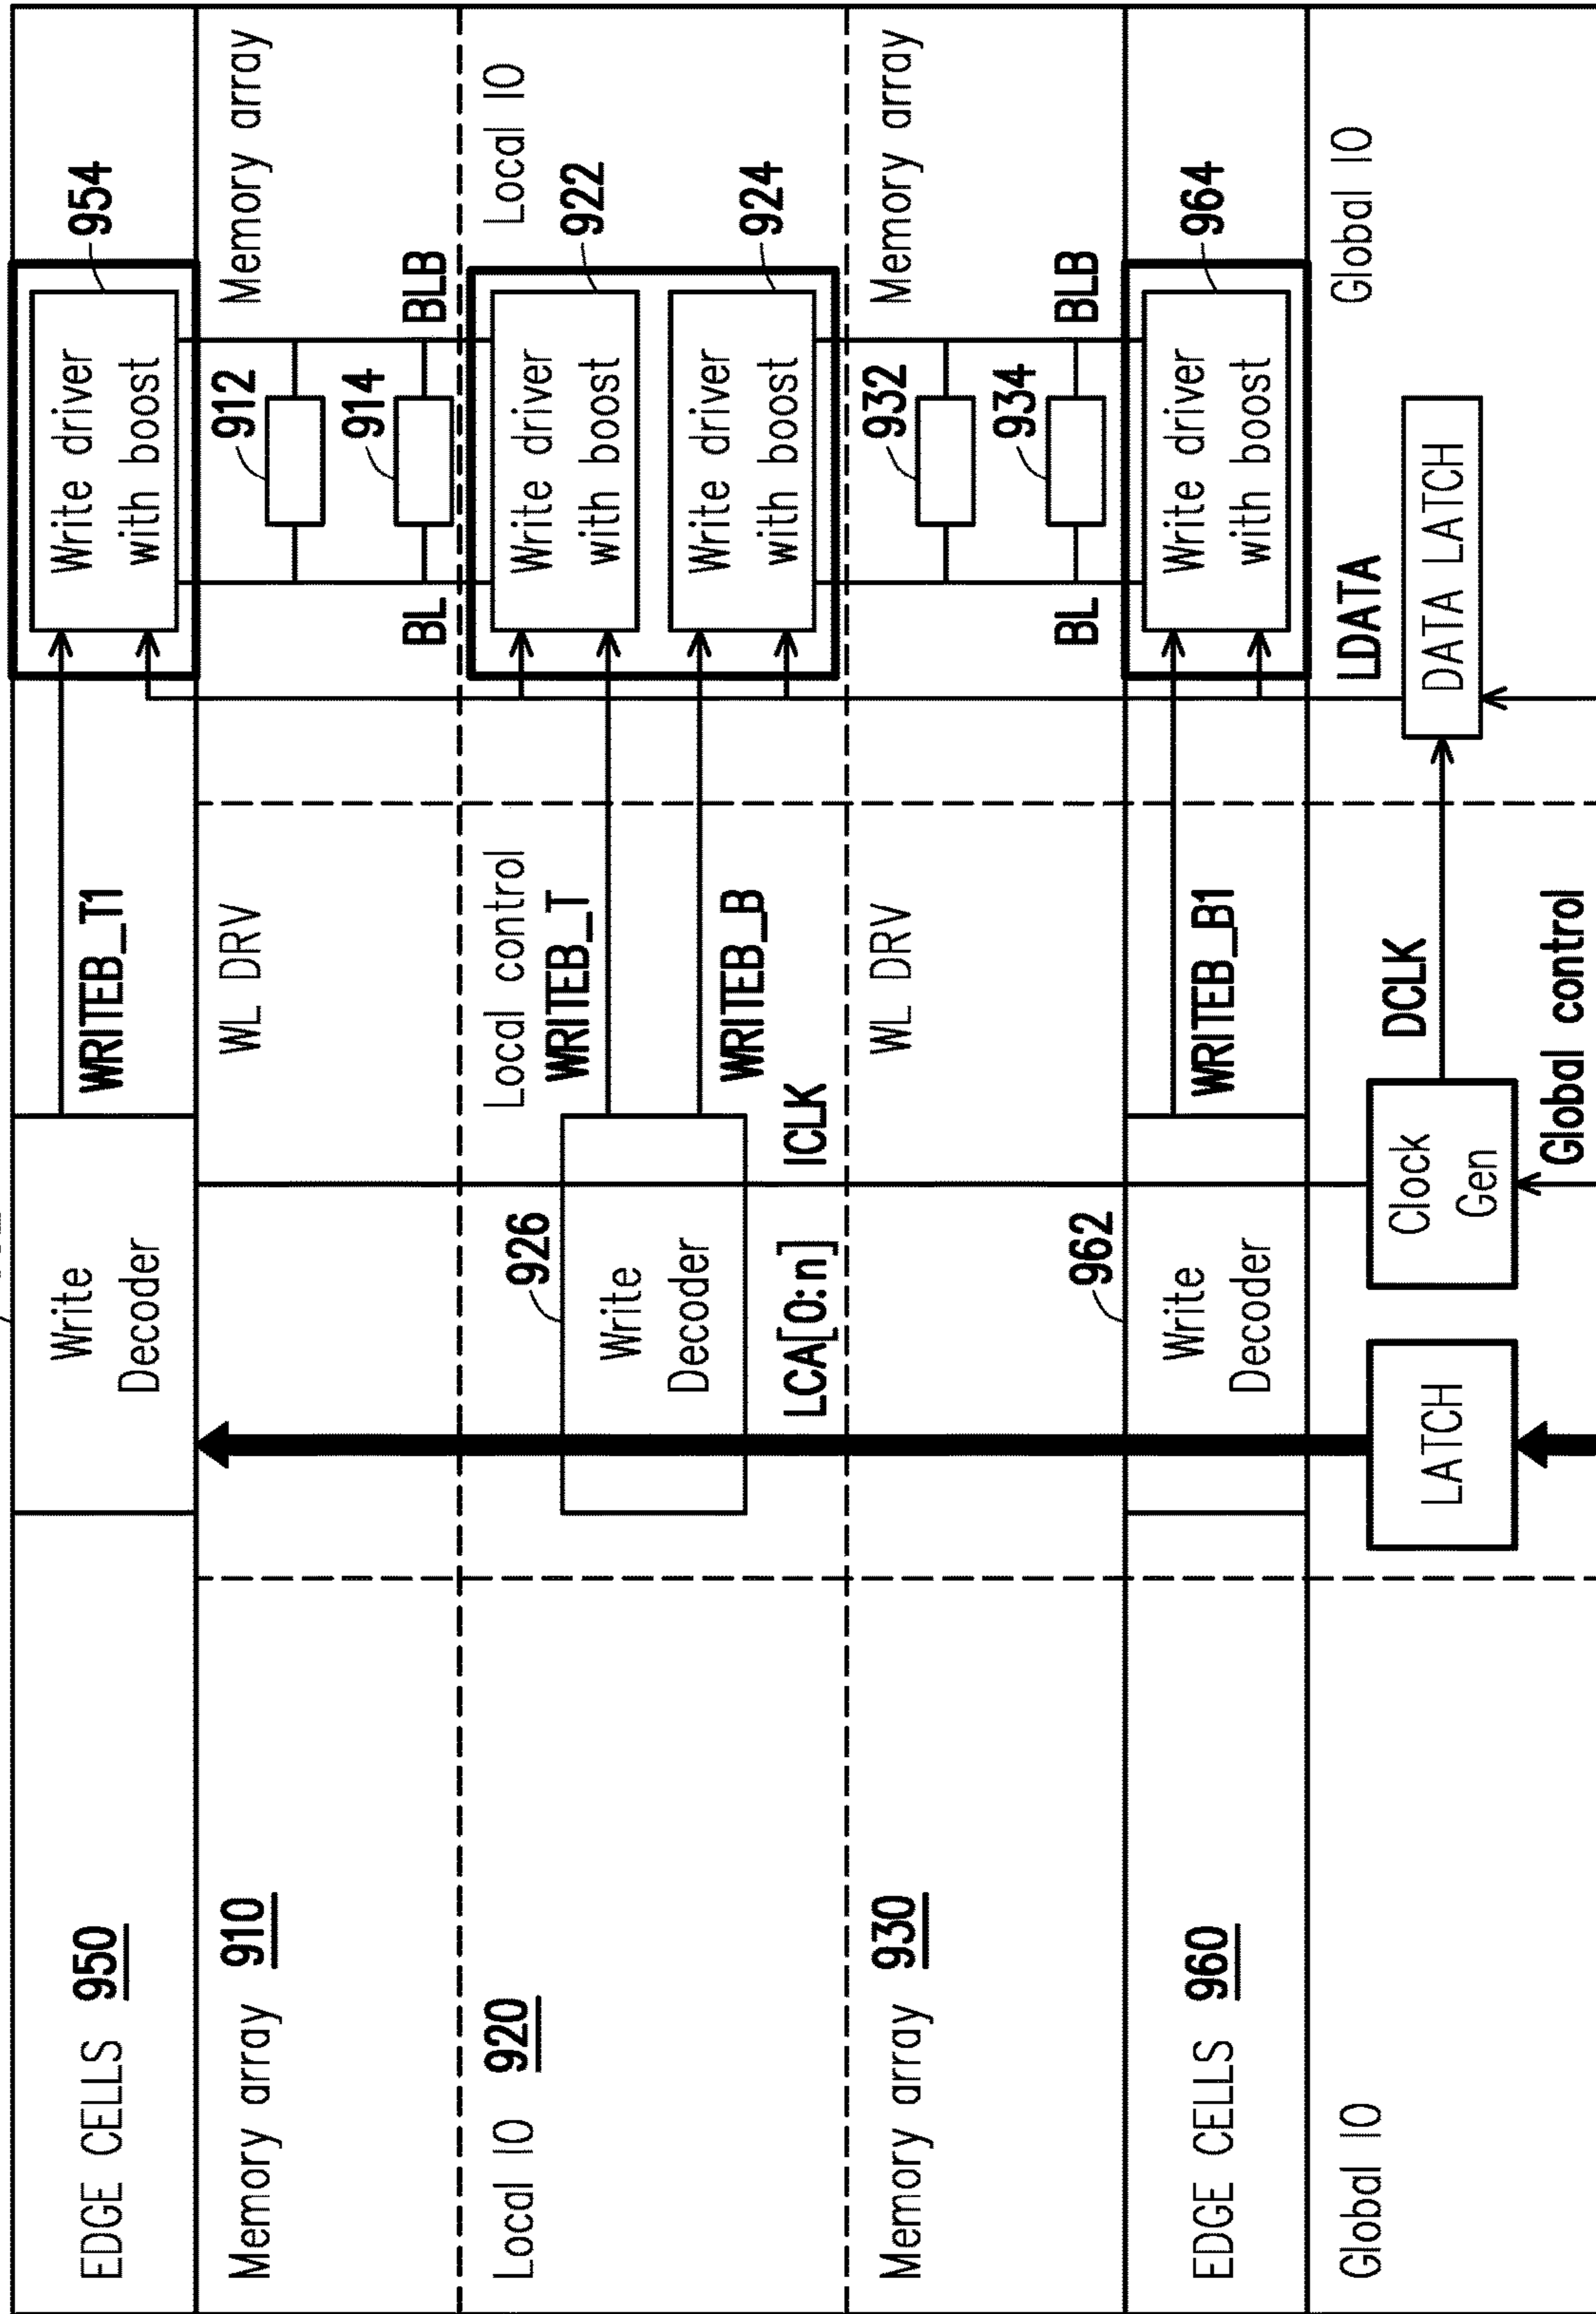 EDGE CELLS 950
Write
Decoder
WRITEB_T1
Write driver
with boost
954
Memory array 910
WL DRV
Memory array
912
914
BL
BLB
Local IO 920
Local control
Local IO
926
Write
Decoder
WRITEB_T
WRITEB_B
Write driver
with boost
922
Write driver
with boost
924
ICLK
LCA[0:n]
Memory array 930
WL DRV
Memory array
932
934
BL
BLB
EDGE CELLS 960
962
Write
Decoder
WRITEB_B1
Write driver
with boost
964
Global IO
LATCH
Clock
Gen
DCLK
LDATA
DATA LATCH
Global IO
Global control